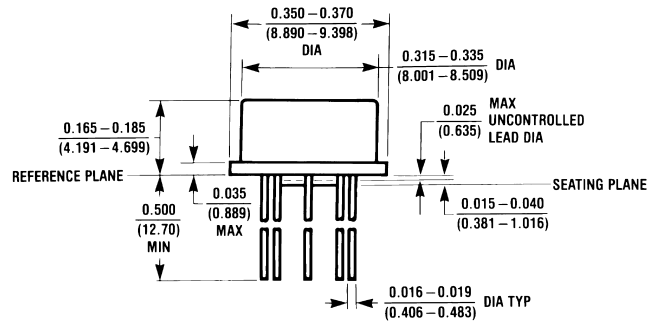 0.350 – 0.370
(8.890 – 9.398)
DIA
0.315 – 0.335
(8.001 – 8.509)
DIA
0.025
(0.635)
MAX
UNCONTROLLED
LEAD DIA
0.165 – 0.185
(4.191 – 4.699)
REFERENCE PLANE
SEATING PLANE
0.035
(0.889)
MAX
0.500
(12.70)
MIN
0.015 – 0.040
(0.381 – 1.016)
0.016 – 0.019
(0.406 – 0.483)
DIA TYP